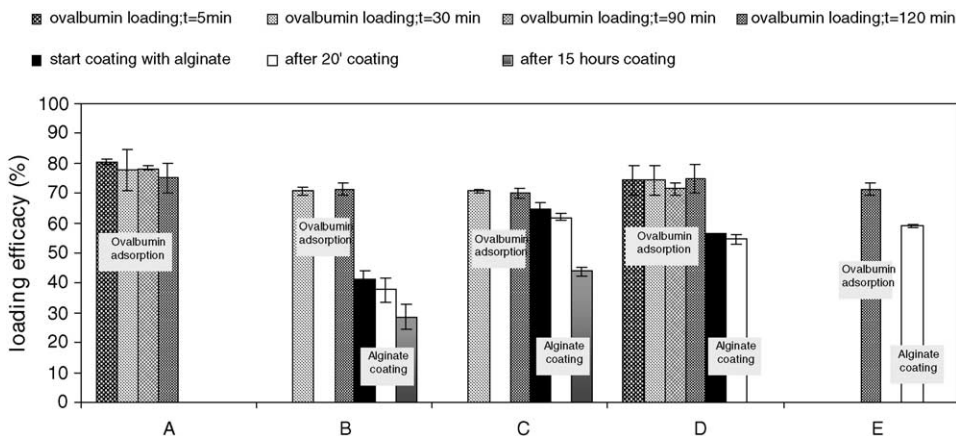 ovalbumin loading;t=5min ovalbumin loading;t=30 min ovalbumin loading;t=90 min ovalbumin loading;t=120 min
start coating with alginate after 20' coating after 15 hours coating
loading efficacy (%)
100
90
80
70
60
50
40
30
20
10
0
Ovalbumin
adsorption
Ovalbumin
adsorption
Alginate
coating
Ovalbumin
adsorption
Alginate
coating
Ovalbumin
adsorption
Alginate
coating
Ovalbumin
adsorption
Alginate
coating
A B C D E